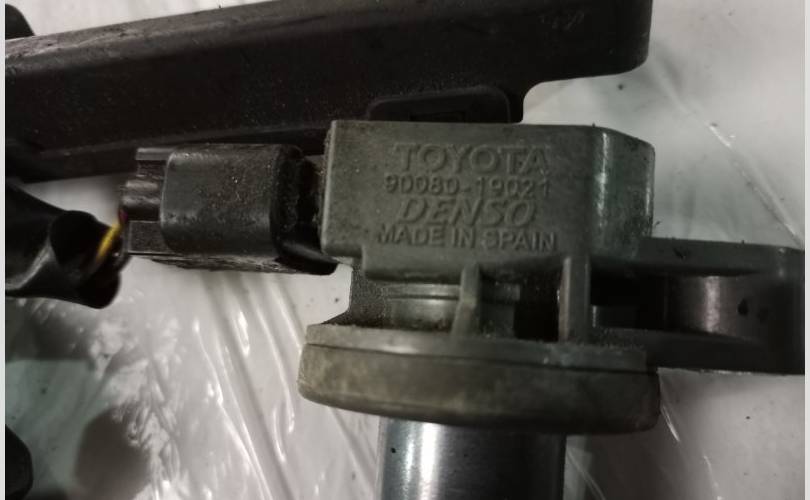 TOYOTA
90080-19021
DENSO
MADE IN SPAIN